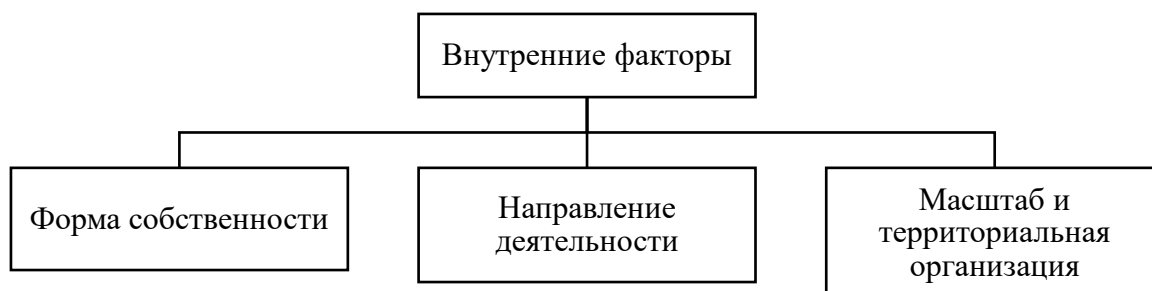 Внутренние факторы
Форма собственности
Направление
деятельности
Масштаб и
территориальная
организация